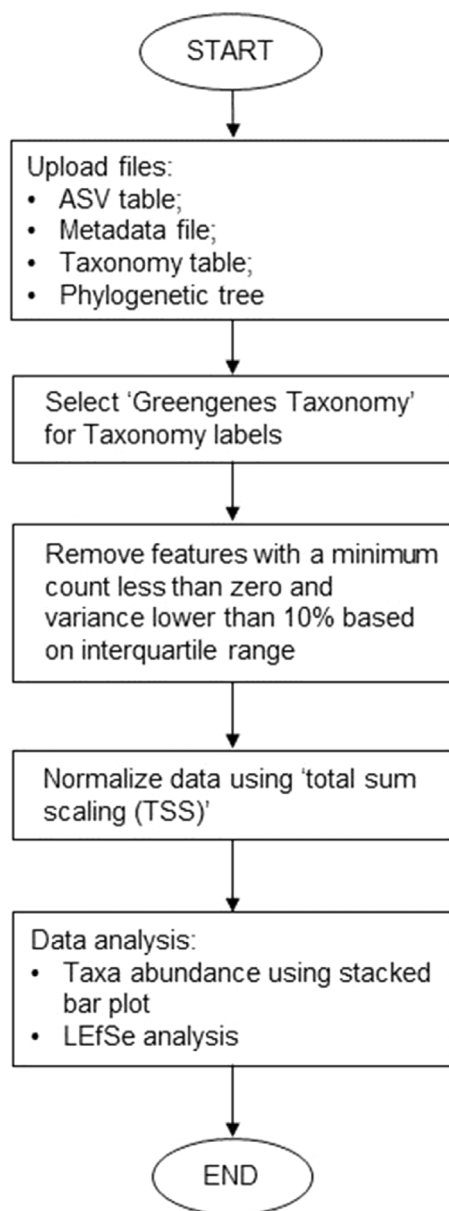 START
Upload files:
• ASV table;
• Metadata file;
• Taxonomy table;
• Phylogenetic tree
Select ‘Greengenes Taxonomy’
for Taxonomy labels
Remove features with a minimum
count less than zero and
variance lower than 10% based
on interquartile range
Normalize data using ‘total sum
scaling (TSS)’
Data analysis:
• Taxa abundance using stacked
bar plot
• LEfSe analysis
END